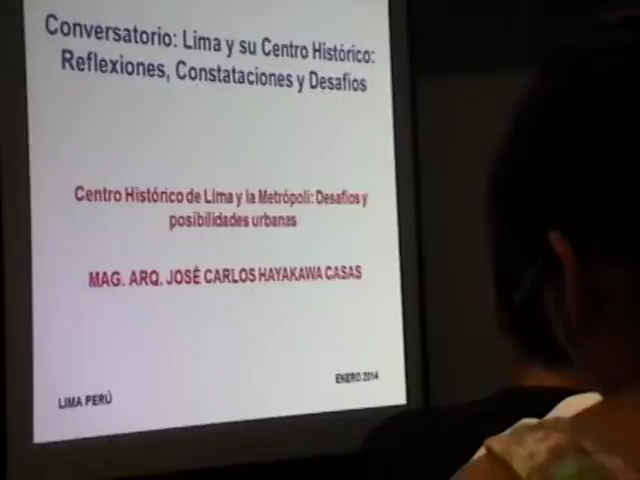 Conversatorio: Lima y su Centro Histórico:
Reflexiones, Constataciones y Desafíos
Centro Histórico de Lima y la Metrópoli: Desafíos y
posibilidades urbanas
MAG. ARQ. JOSÉ CARLOS HAYAKAWA CASAS
ENERO 2014
LIMA PERÚ